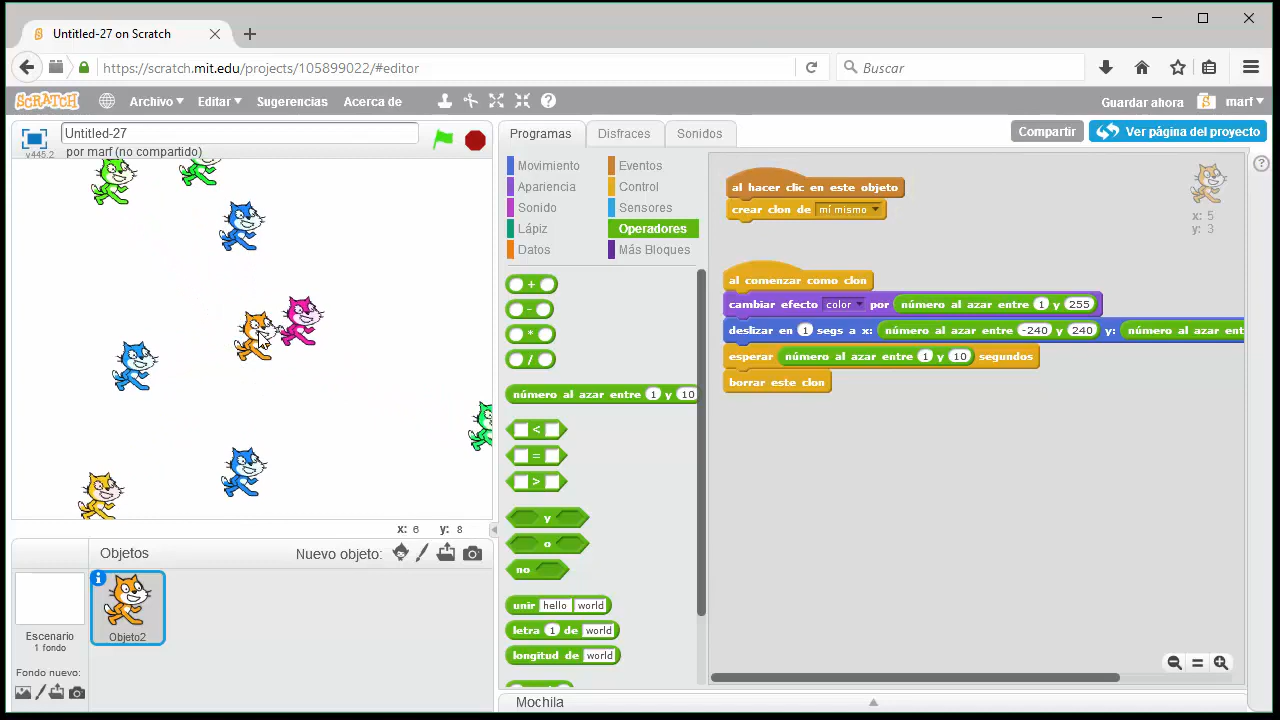 Untitled-27 on Scratch
https://scratch.mit.edu/projects/105899022/#editor
Buscar
SCRATCH
Archivo
Editar
Sugerencias
Acerca de
Guardar ahora
marf
Untitled-27
por marf (no compartido)
v445.2
Programas
Disfraces
Sonidos
Compartir
Ver página del proyecto
Movimiento
Eventos
Apariencia
Control
Sonido
Sensores
Lápiz
Operadores
Datos
Más Bloques
+
-
*
/
número al azar entre 1 y 10
<
=
>
y
o
no
unir hello world
letra 1 de world
longitud de world
al hacer clic en este objeto
crear clon de mí mismo
al comenzar como clon
cambiar efecto color por número al azar entre 1 y 255
deslizar en 1 segs a x: número al azar entre -240 y 240 y: número al azar ent
esperar número al azar entre 1 y 10 segundos
borrar este clon
x: 5
y: 3
x: 6 y: 8
Objetos
Nuevo objeto:
Escenario
1 fondo
Fondo nuevo:
Objeto2
Mochila